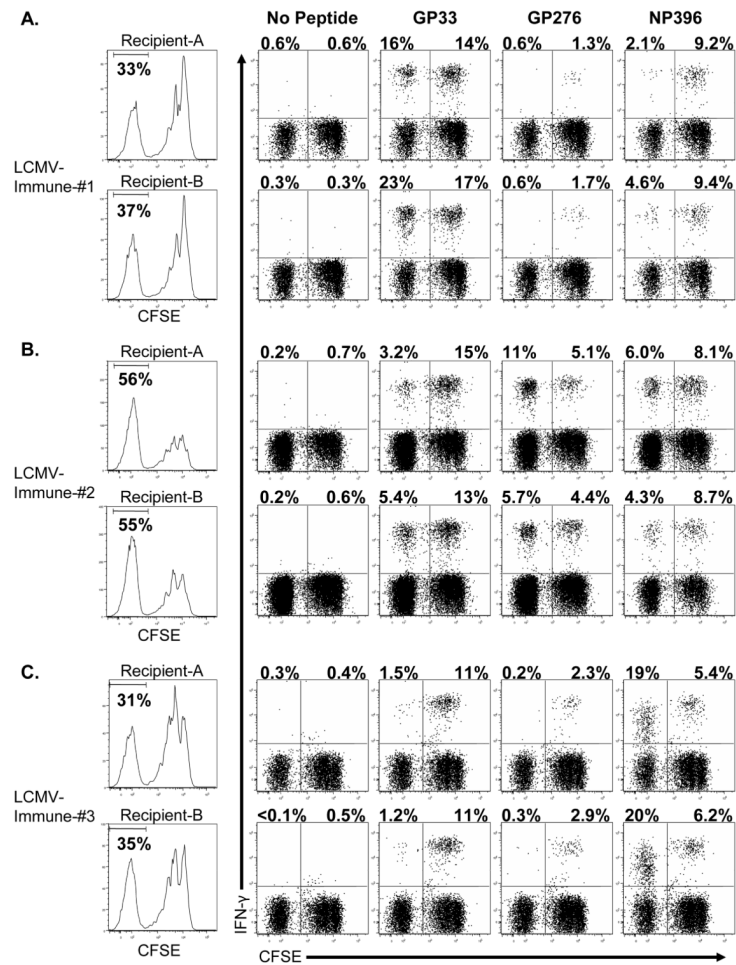 A.
No Peptide GP33 GP276 NP396
Recipient-A
33%
0.6% 0.6% 16% 14% 0.6% 1.3% 2.1% 9.2%
LCMV-
Immune-#1
Recipient-B
37%
0.3% 0.3% 23% 17% 0.6% 1.7% 4.6% 9.4%
CFSE
B.
Recipient-A
56%
0.2% 0.7% 3.2% 15% 11% 5.1% 6.0% 8.1%
LCMV-
Immune-#2
Recipient-B
55%
0.2% 0.6% 5.4% 13% 5.7% 4.4% 4.3% 8.7%
CFSE
C.
Recipient-A
31%
0.3% 0.4% 1.5% 11% 0.2% 2.3% 19% 5.4%
LCMV-
Immune-#3
Recipient-B
35%
<0.1% 0.5% 1.2% 11% 0.3% 2.9% 20% 6.2%
CFSE
IFN-γ
CFSE